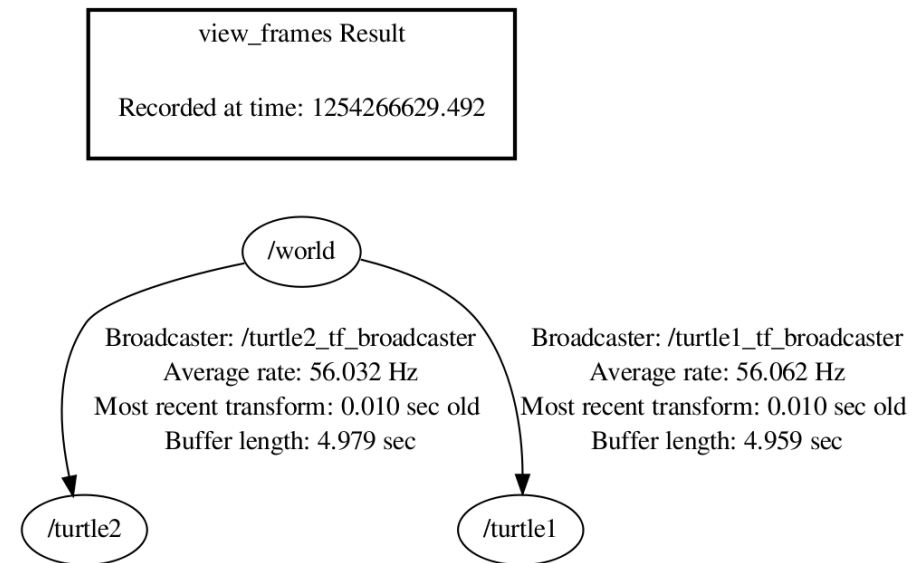 view_frames Result
Recorded at time: 1254266629.492
/world
Broadcaster: /turtle2_tf_broadcaster
Average rate: 56.032 Hz
Most recent transform: 0.010 sec old
Buffer length: 4.979 sec
Broadcaster: /turtle1_tf_broadcaster
Average rate: 56.062 Hz
Most recent transform: 0.010 sec old
Buffer length: 4.959 sec
/turtle2
/turtle1